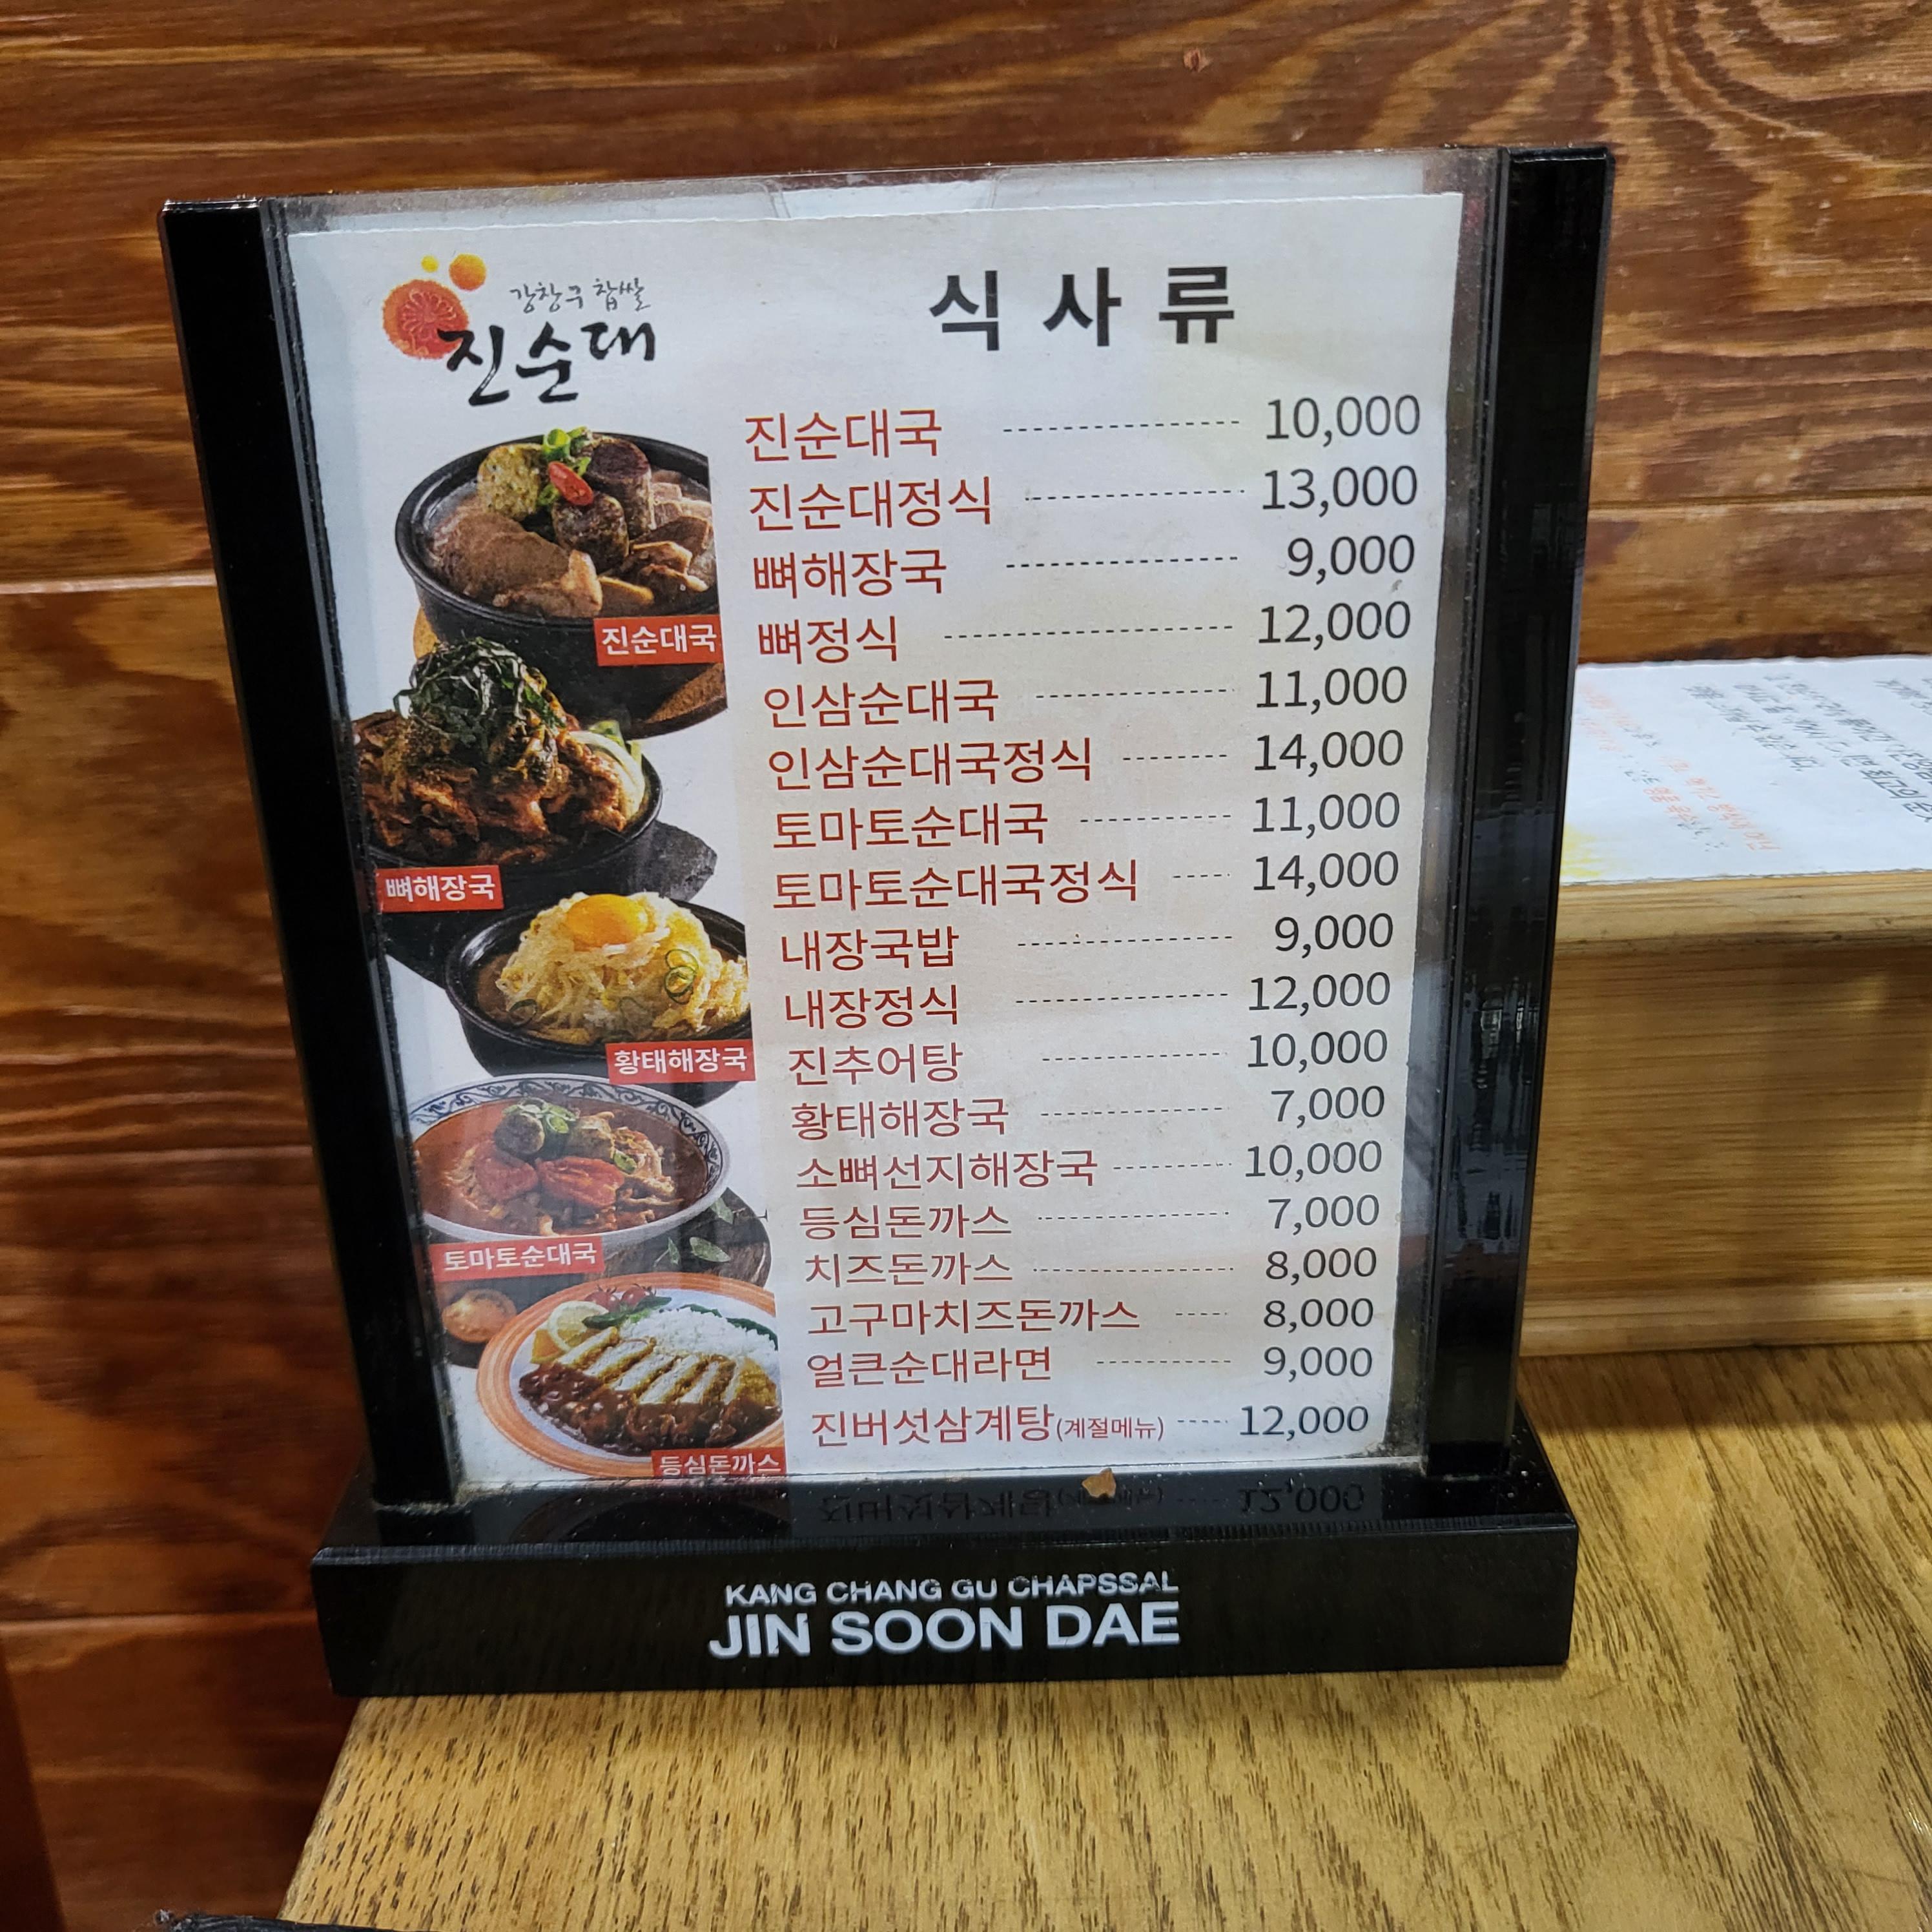 강창구 찹쌀
진순대
식사류
진순대국 10,000
진순대정식 13,000
뼈해장국 9,000
뼈정식 12,000
인삼순대국 11,000
인삼순대국정식 14,000
토마토순대국 11,000
토마토순대국정식 14,000
내장국밥 9,000
내장정식 12,000
진추어탕 10,000
황태해장국 7,000
소뼈선지해장국 10,000
등심돈까스 7,000
치즈돈까스 8,000
고구마치즈돈까스 8,000
얼큰순대라면 9,000
진버섯삼계탕(계절메뉴) 12,000
진순대국
뼈해장국
황태해장국
토마토순대국
등심돈까스
KANG CHANG GU CHAPSSAL
JIN SOON DAE